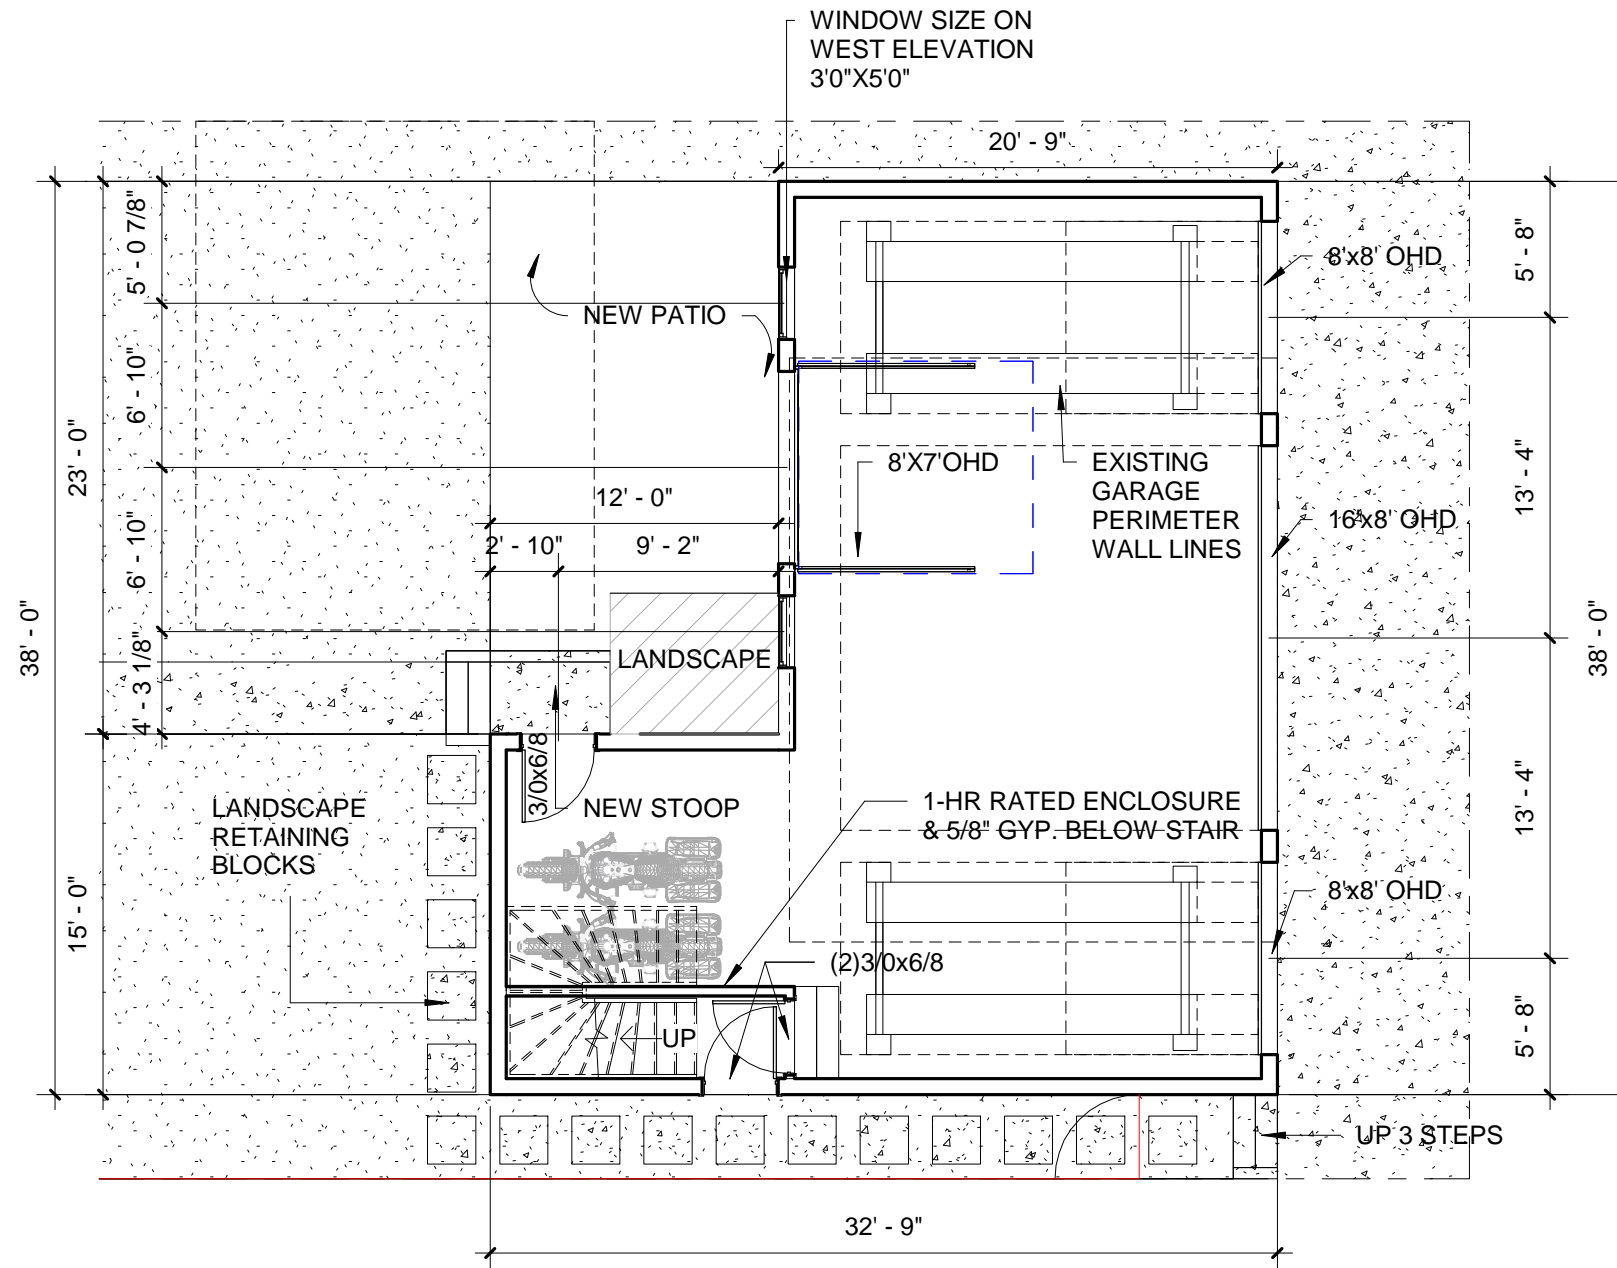 WINDOW SIZE ON
WEST ELEVATION
3'0"X5'0"
20' - 9"
5' - 0 7/8"
5' - 8"
8'x8' OHD
NEW PATIO
6' - 10"
23' - 0"
8'X7'OHD
EXISTING
GARAGE
PERIMETER
WALL LINES
13' - 4"
12' - 0"
16'x8' OHD
6' - 10"
2' - 10"
9' - 2"
38' - 0"
38' - 0"
4' - 3 1/8"
LANDSCAPE
3/0x6/8
NEW STOOP
1-HR RATED ENCLOSURE
& 5/8" GYP. BELOW STAIR
13' - 4"
LANDSCAPE
RETAINING
BLOCKS
15' - 0"
8'x8' OHD
(2)3/0x6/8
UP
5' - 8"
UP 3 STEPS
32' - 9"